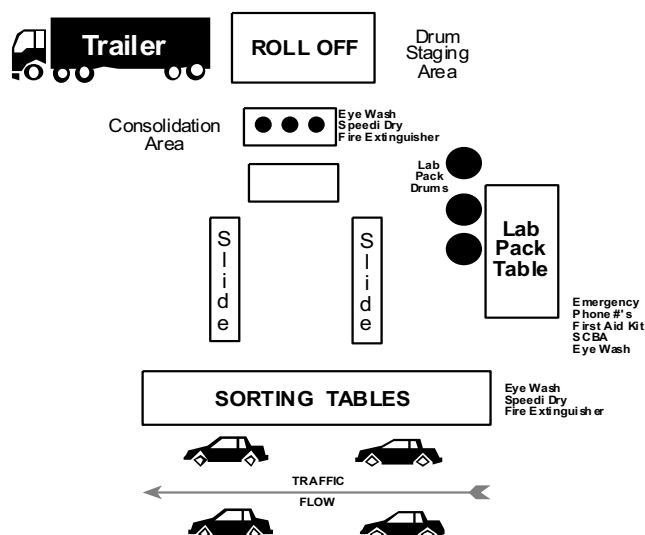 Trailer
ROLL OFF
Drum
Staging
Area
Consolidation
Area
Eye Wash
Speedi Dry
Fire Extinguisher
Lab
Pack
Drums
Lab
Pack
Table
Slide
Slide
Emergency
Phone #'s
First Aid Kit
SCBA
Eye Wash
SORTING TABLES
Eye Wash
Speedi Dry
Fire Extinguisher
TRAFFIC
FLOW